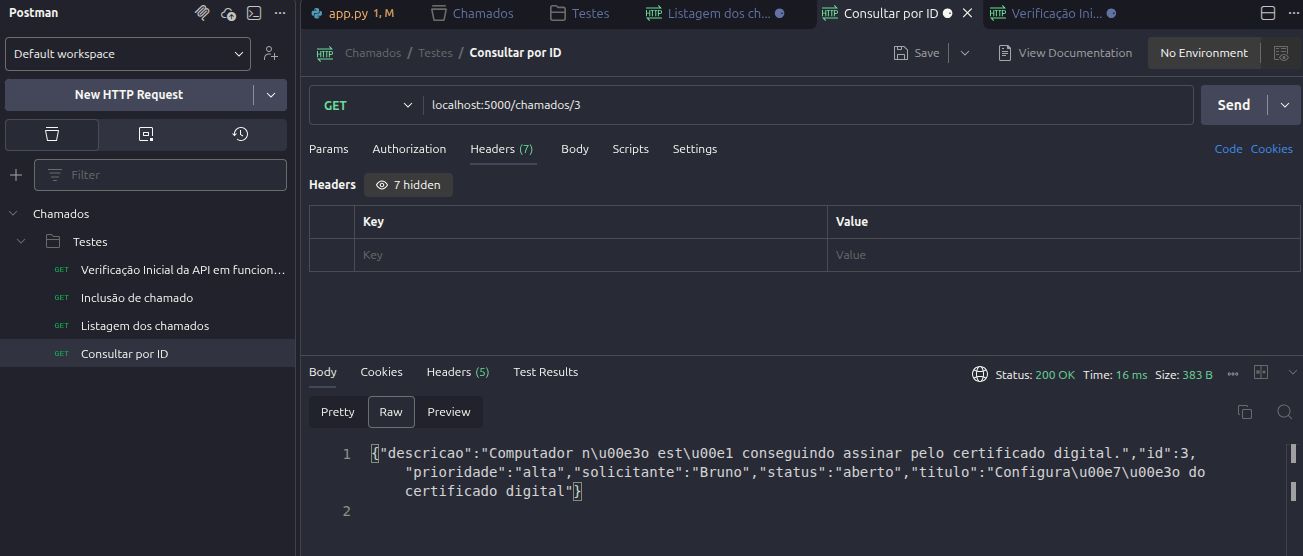 Postman
app.py 1, M
Chamados
Testes
Listagem dos ch...
Consultar por ID
Verificação Ini...
Default workspace
Chamados / Testes / Consultar por ID
Save
View Documentation
No Environment
New HTTP Request
GET
localhost:5000/chamados/3
Send
Params
Authorization
Headers (7)
Body
Scripts
Settings
Code
Cookies
Filter
Headers
7 hidden
Key
Value
Key
Value
Chamados
Testes
GET Verificação Inicial da API em funcion...
GET Inclusão de chamado
GET Listagem dos chamados
GET Consultar por ID
Body
Cookies
Headers (5)
Test Results
Status: 200 OK
Time: 16 ms
Size: 383 B
Pretty
Raw
Preview
1 {"descricao":"Computador n\u00e3o est\u00e1 conseguindo assinar pelo certificado digital.","id":3,
"prioridade":"alta","solicitante":"Bruno","status":"aberto","titulo":"Configura\u00e7\u00e3o do
certificado digital"}
2